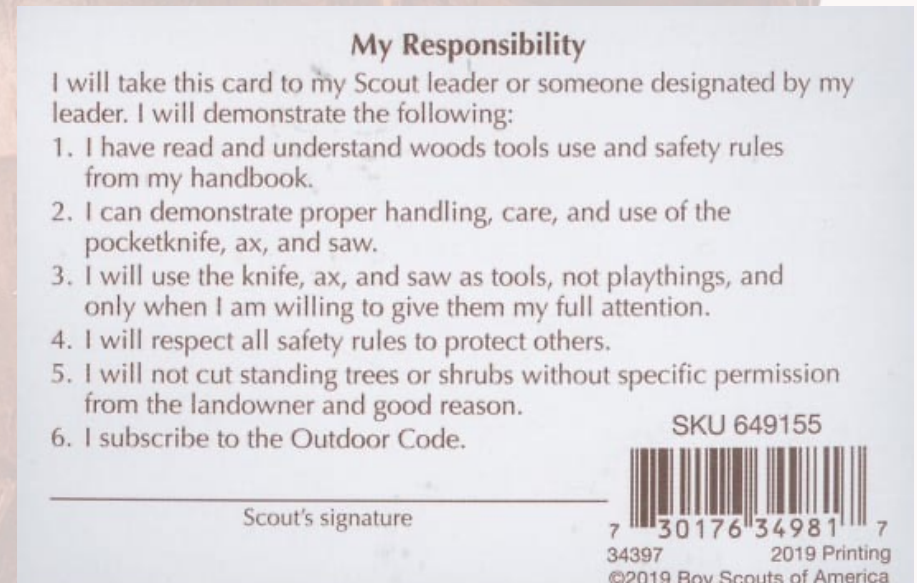 My Responsibility
I will take this card to my Scout leader or someone designated by my
leader. I will demonstrate the following:
1. I have read and understand woods tools use and safety rules
from my handbook.
2. I can demonstrate proper handling, care, and use of the
pocketknife, ax, and saw.
3. I will use the knife, ax, and saw as tools, not playthings, and
only when I am willing to give them my full attention.
4. I will respect all safety rules to protect others.
5. I will not cut standing trees or shrubs without specific permission
from the landowner and good reason.
6. I subscribe to the Outdoor Code.
SKU 649155
Scout's signature
7 30176 34981 7
34397 2019 Printing
©2019 Boy Scouts of America